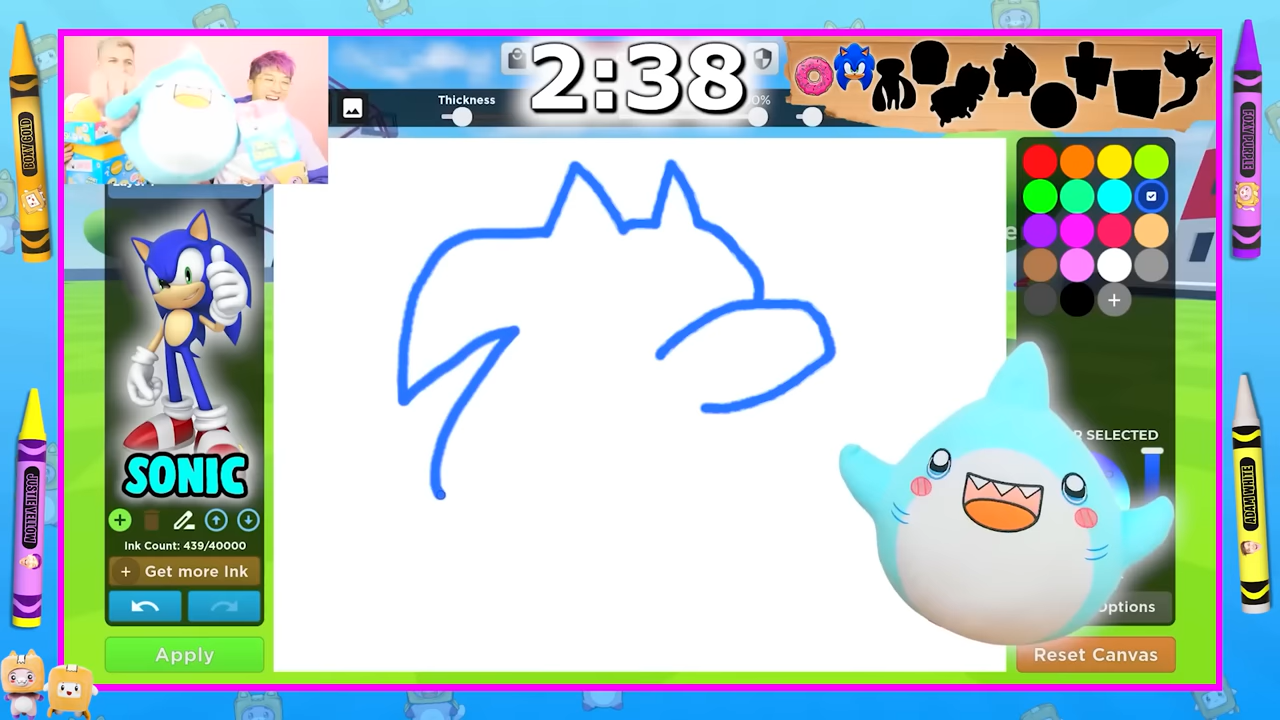 2:38
Thickness
0%
BOXY GOLD
FOXY PURPLE
SONIC
R SELECTED
JUSTIE YELLOW
ADAM WHITE
Ink Count: 439/40000
+ Get more Ink
Options
Apply
Reset Canvas